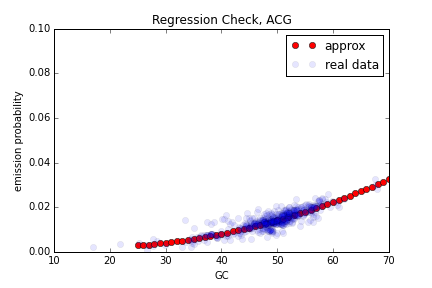 Regression Check, ACG
0.10
approx
real data
0.08
0.06
emission probability
0.04
0.02
0.00
10 20 30 40 50 60 70
GC